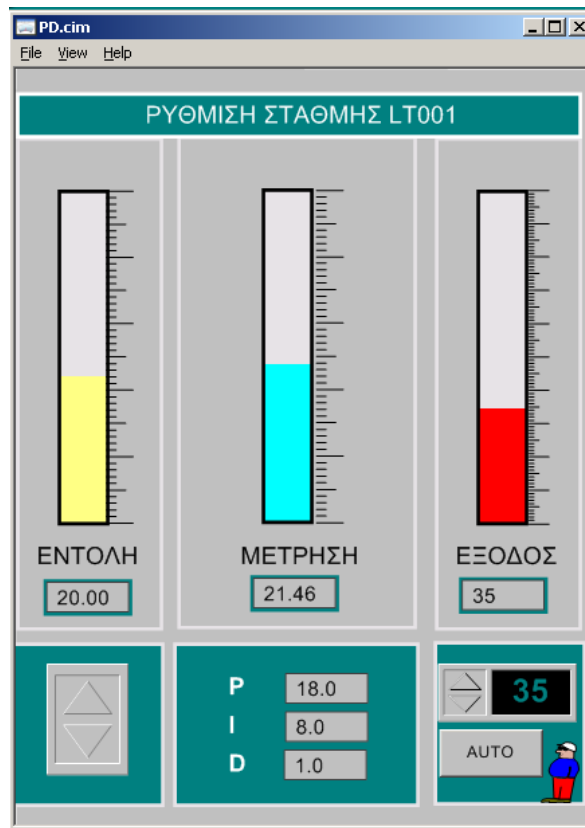 PD.cim
File View Help
ΡΥΘΜΙΣΗ ΣΤΑΘΜΗΣ LT001
ΕΝΤΟΛΗ
20.00
ΜΕΤΡΗΣΗ
21.46
ΕΞΟΔΟΣ
35
P 18.0
I 8.0
D 1.0
35
AUTO